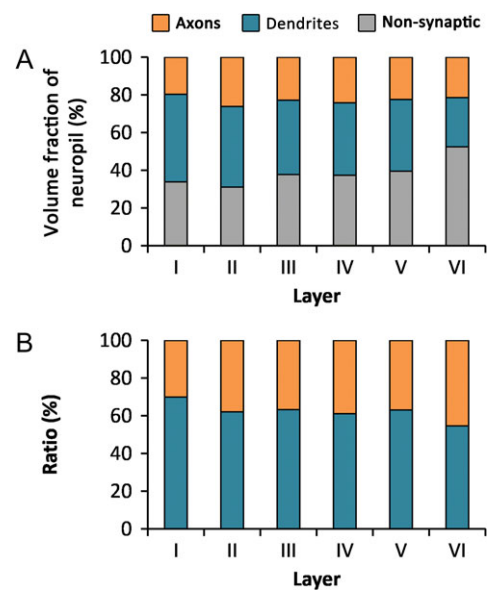 Axons Dendrites Non-synaptic
A
Volume fraction of
neuropil (%)
100
80
60
40
20
0
I II III IV V VI
Layer
B
Ratio (%)
100
80
60
40
20
0
I II III IV V VI
Layer